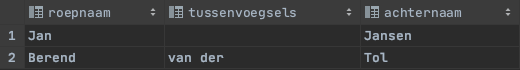 roepnaam tussenvoegsels achternaam
1 Jan Jansen
2 Berend van der Tol